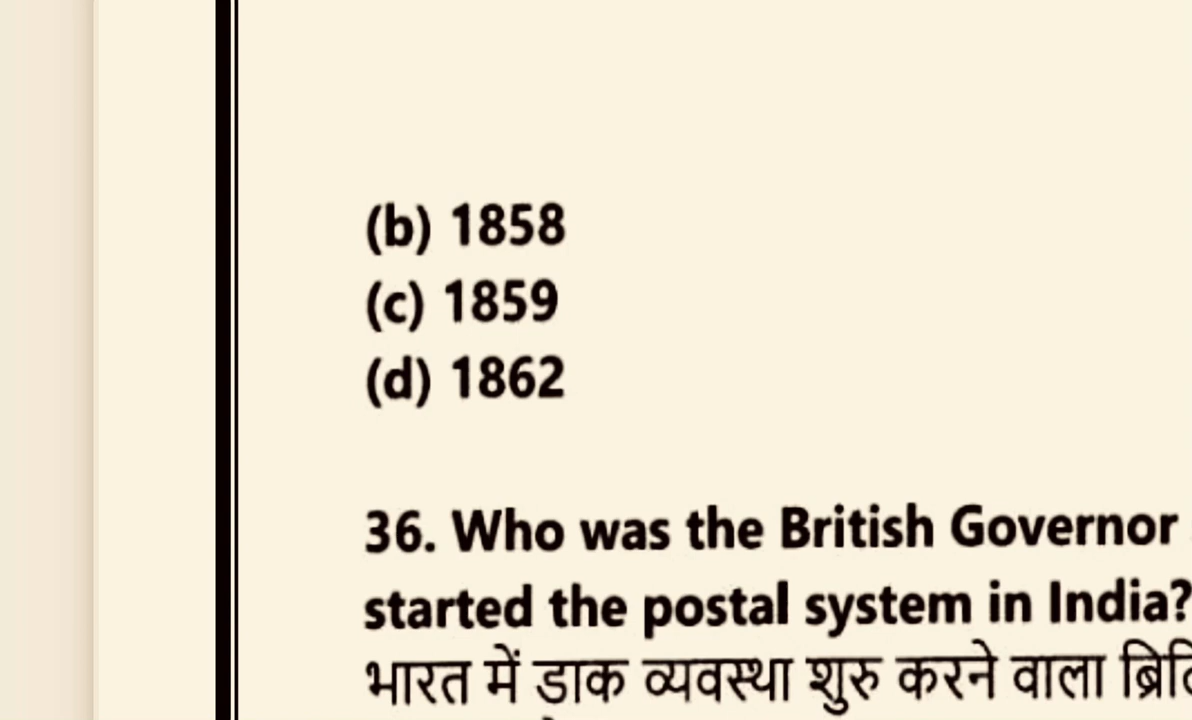 (b) 1858
(c) 1859
(d) 1862
36. Who was the British Governor
started the postal system in India?
भारत में डाक व्यवस्था शुरु करने वाला